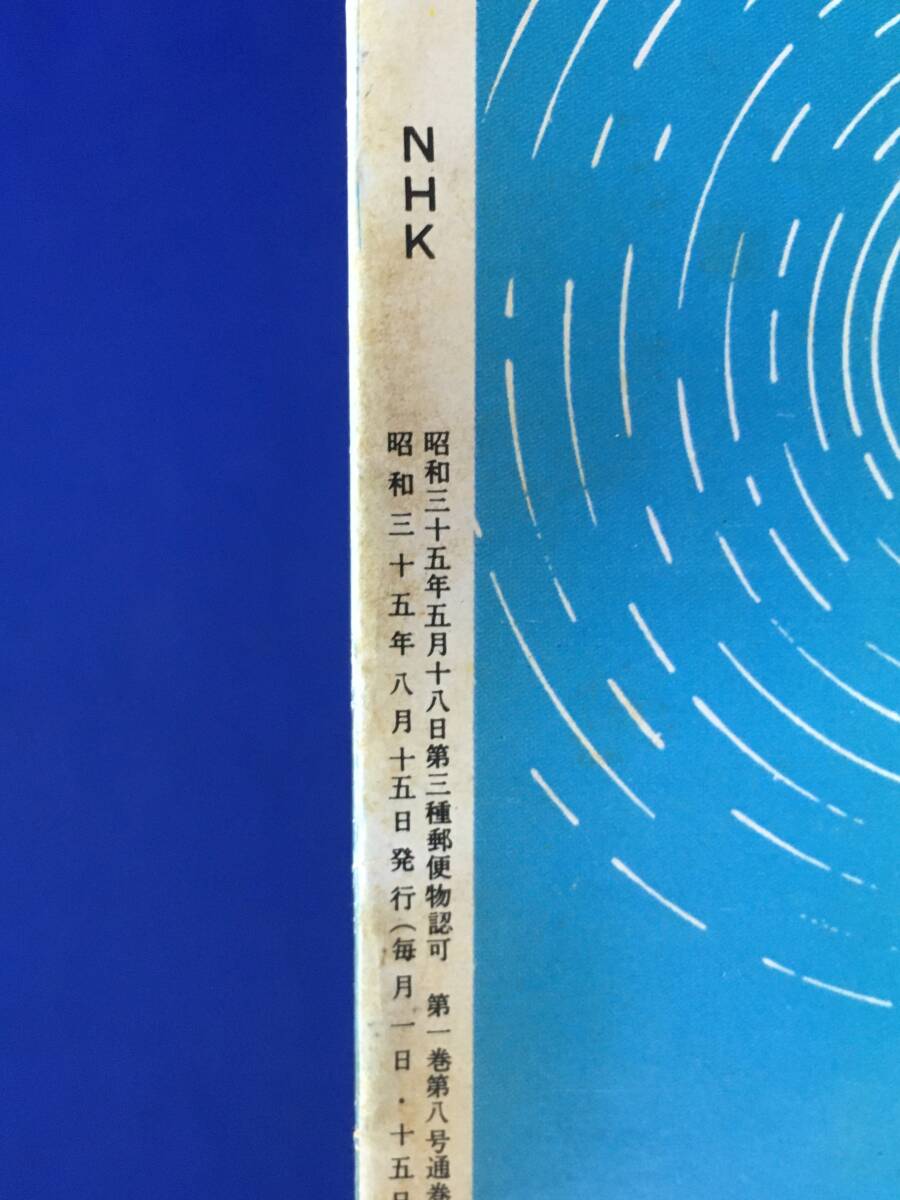 NHK
昭和三十五年五月十八日第三種郵便物認可　第一巻第八号通巻
昭和三十五年八月十五日発行（毎月一日・十五日